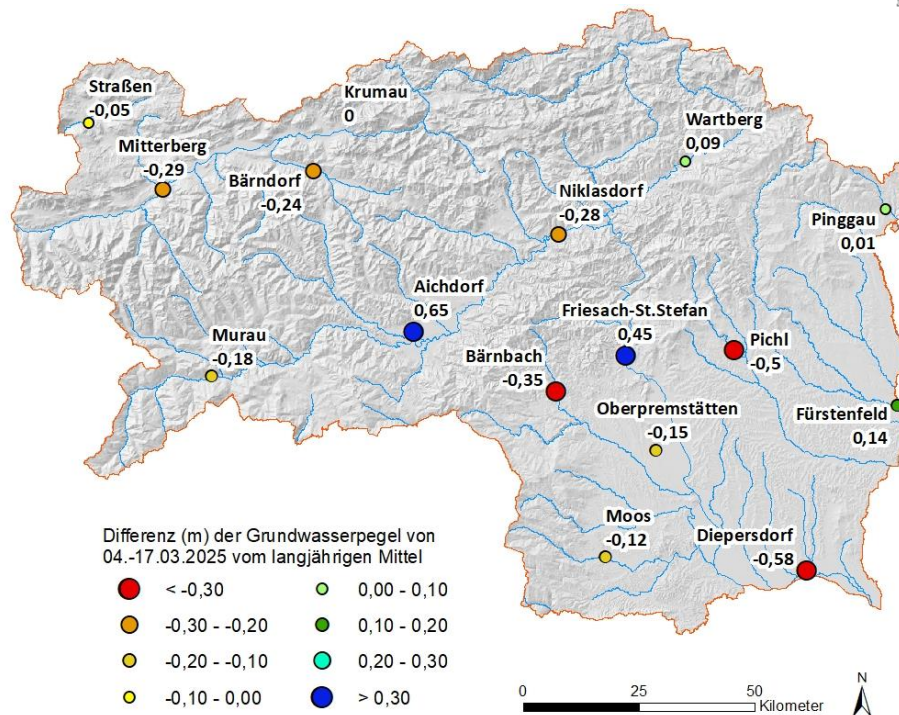 Straßen
-0,05
Krumau
0
Wartberg
0,09
Mitterberg
-0,29
Bärndorf
-0,24
Niklasdorf
-0,28
Pinggau
0,01
Aichdorf
0,65
Friesach-St.Stefan
0,45
Murau
-0,18
Bärnbach
-0,35
Pichl
-0,5
Oberpremstätten
-0,15
Fürstenfeld
0,14
Moos
-0,12
Diepersdorf
-0,58
Differenz (m) der Grundwasserpegel von
04.-17.03.2025 vom langjährigen Mittel
< -0,30
-0,30 - -0,20
-0,20 - -0,10
-0,10 - 0,00
0,00 - 0,10
0,10 - 0,20
0,20 - 0,30
> 0,30
0 25 50
Kilometer
N